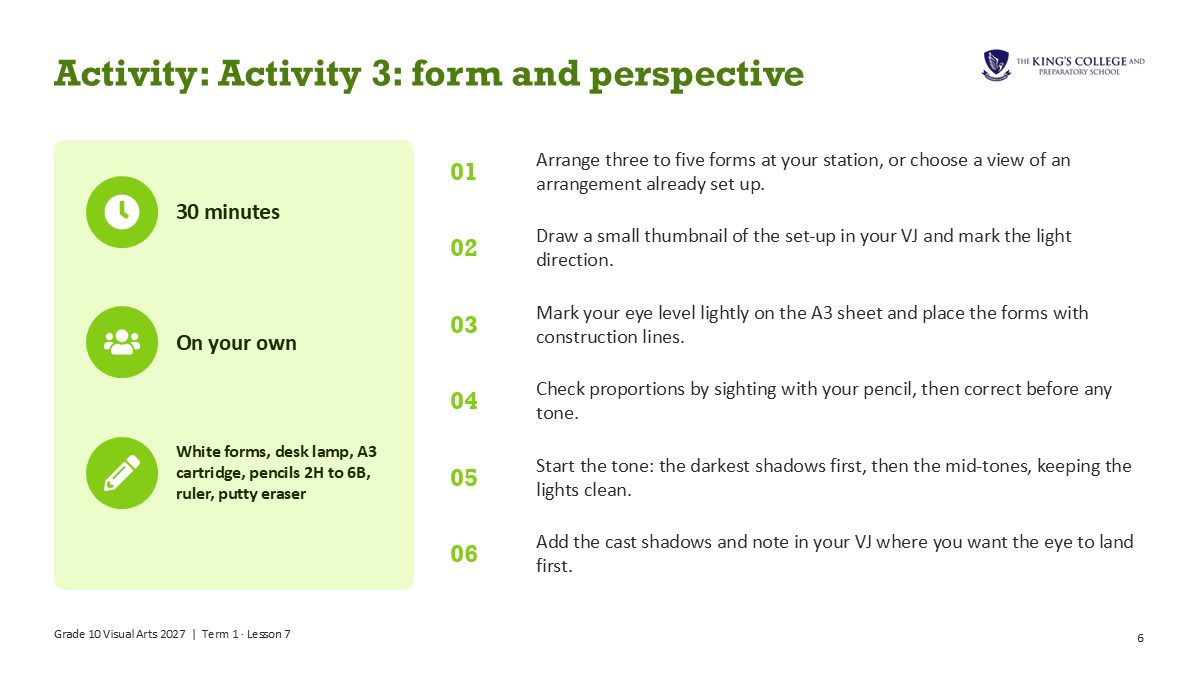 Activity: Activity 3: form and perspective
THE KING'S COLLEGE AND
PREPARATORY SCHOOL
30 minutes
On your own
White forms, desk lamp, A3
cartridge, pencils 2H to 6B,
ruler, putty eraser
01
Arrange three to five forms at your station, or choose a view of an
arrangement already set up.
02
Draw a small thumbnail of the set-up in your VJ and mark the light
direction.
03
Mark your eye level lightly on the A3 sheet and place the forms with
construction lines.
04
Check proportions by sighting with your pencil, then correct before any
tone.
05
Start the tone: the darkest shadows first, then the mid-tones, keeping the
lights clean.
06
Add the cast shadows and note in your VJ where you want the eye to land
first.
Grade 10 Visual Arts 2027 | Term 1 · Lesson 7
6